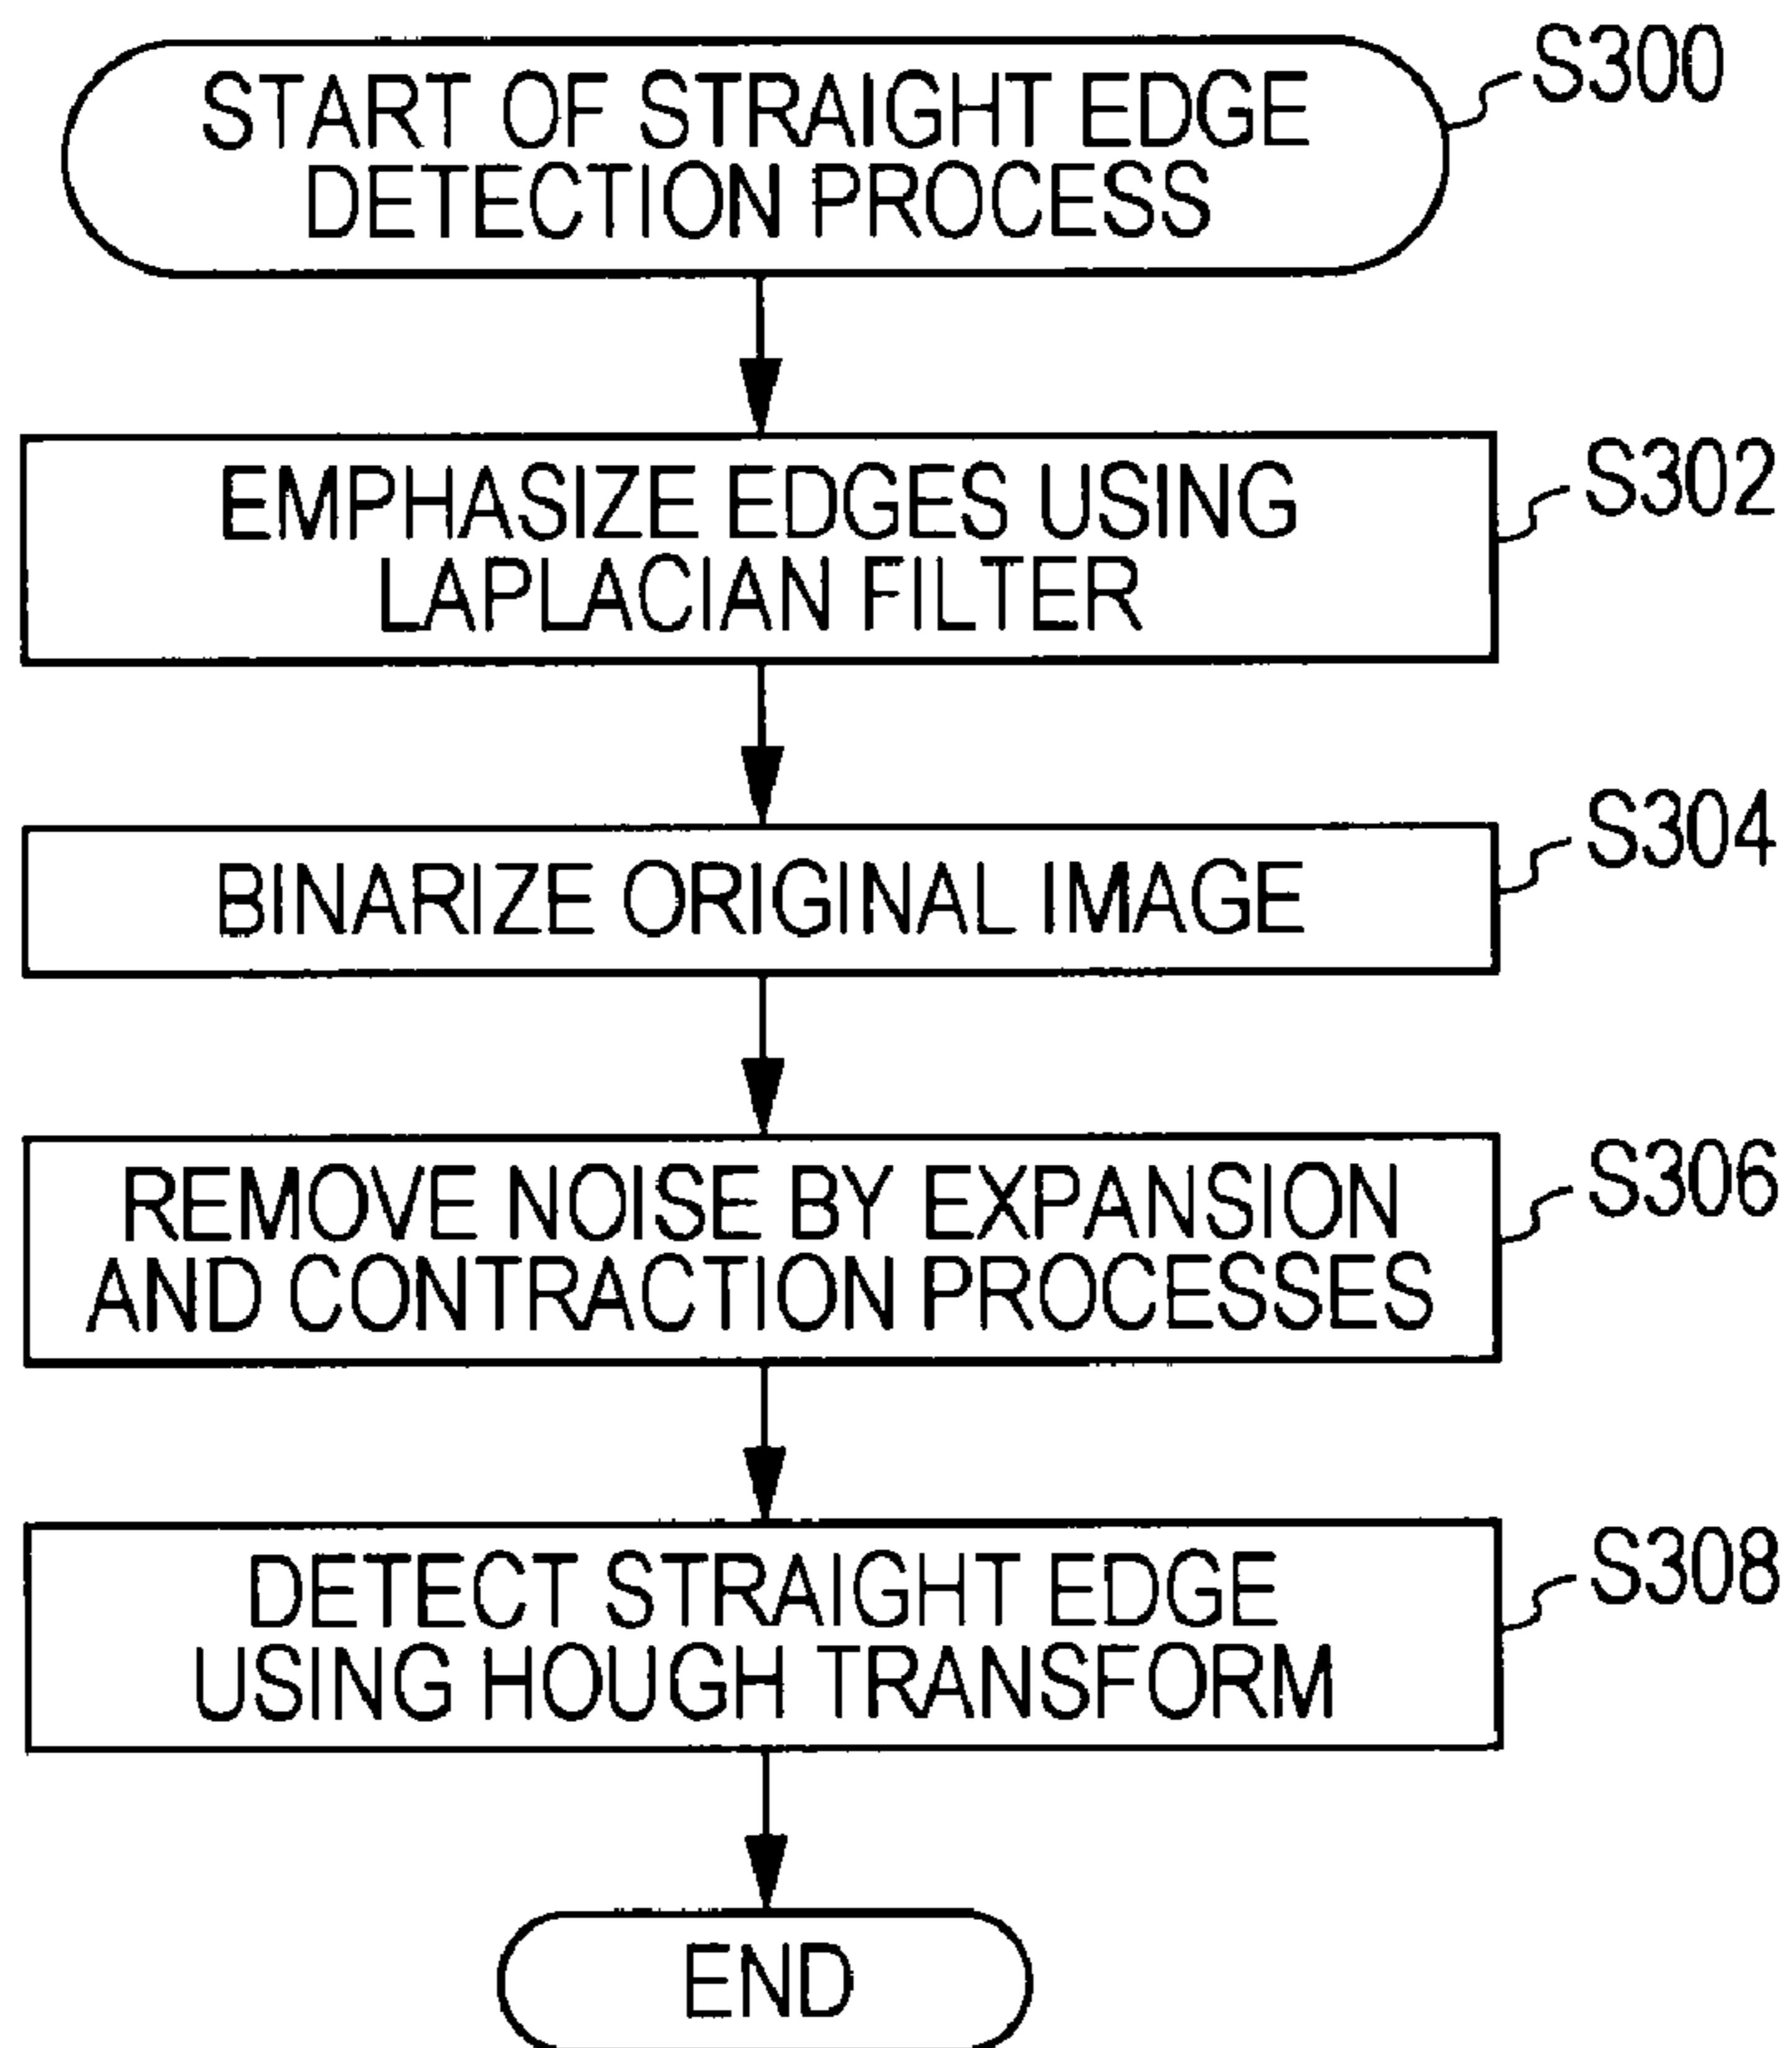 START OF STRAIGHT EDGE
DETECTION PROCESS
S300
EMPHASIZE EDGES USING
LAPLACIAN FILTER
S302
BINARIZE ORIGINAL IMAGE
S304
REMOVE NOISE BY EXPANSION
AND CONTRACTION PROCESSES
S306
DETECT STRAIGHT EDGE
USING HOUGH TRANSFORM
S308
END